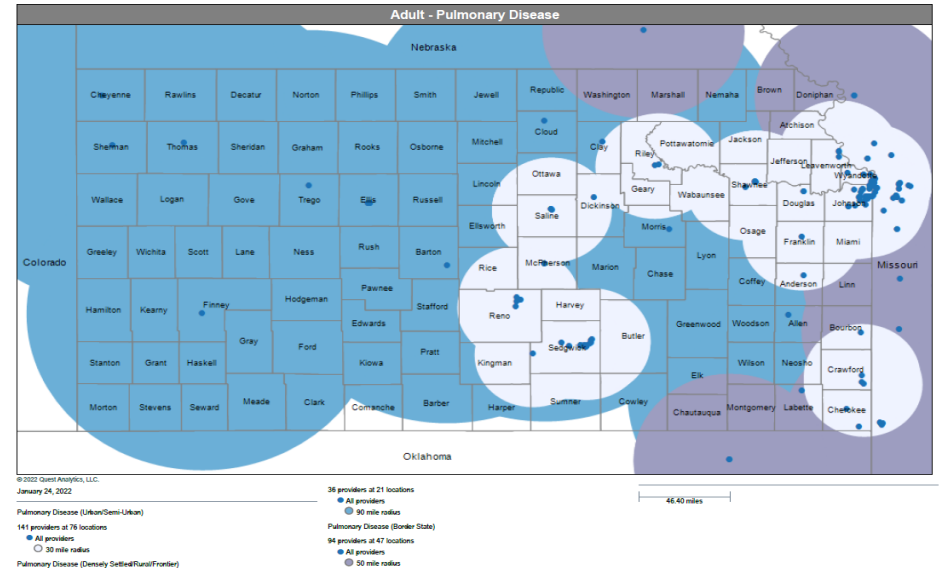 Adult - Pulmonary Disease
Nebraska
Cheyenne Rawlins Decatur Norton Phillips Smith Jewell Republic Washington Marshall Nemaha Brown Doniphan
Atchison
Sherman Thomas Sheridan Graham Rooks Osborne Mitchell Cloud Clay Riley Pottawatomie Jackson Jefferson Leavenworth
Wyandotte
Wallace Logan Gove Trego Ellis Russell Lincoln Ottawa Geary Wabaunsee Shawnee Douglas Johnson
Saline Dickinson
Ellsworth Morris Osage Franklin Miami
Colorado Greeley Wichita Scott Lane Ness Rush Barton Rice McPherson Marion Chase Lyon Coffey Anderson Linn Missouri
Hamilton Kearny Finney Hodgeman Pawnee Stafford Reno Harvey
Edwards Butler Greenwood Woodson Allen Bourbon
Gray Ford Sedgwick
Stanton Grant Haskell Kiowa Pratt Kingman Elk Wilson Neosho Crawford
Morton Stevens Seward Meade Clark Comanche Barber Harper Sumner Cowley Chautauqua Montgomery Labette Cherokee
Oklahoma
© 2022 Quest Analytics, LLC.
January 24, 2022
Pulmonary Disease (Urban/Semi-Urban)
141 providers at 76 locations
All providers
30 mile radius
Pulmonary Disease (Densely Settled/Rural/Frontier)
36 providers at 21 locations
All providers
90 mile radius
Pulmonary Disease (Border State)
94 providers at 47 locations
All providers
50 mile radius
46.40 miles